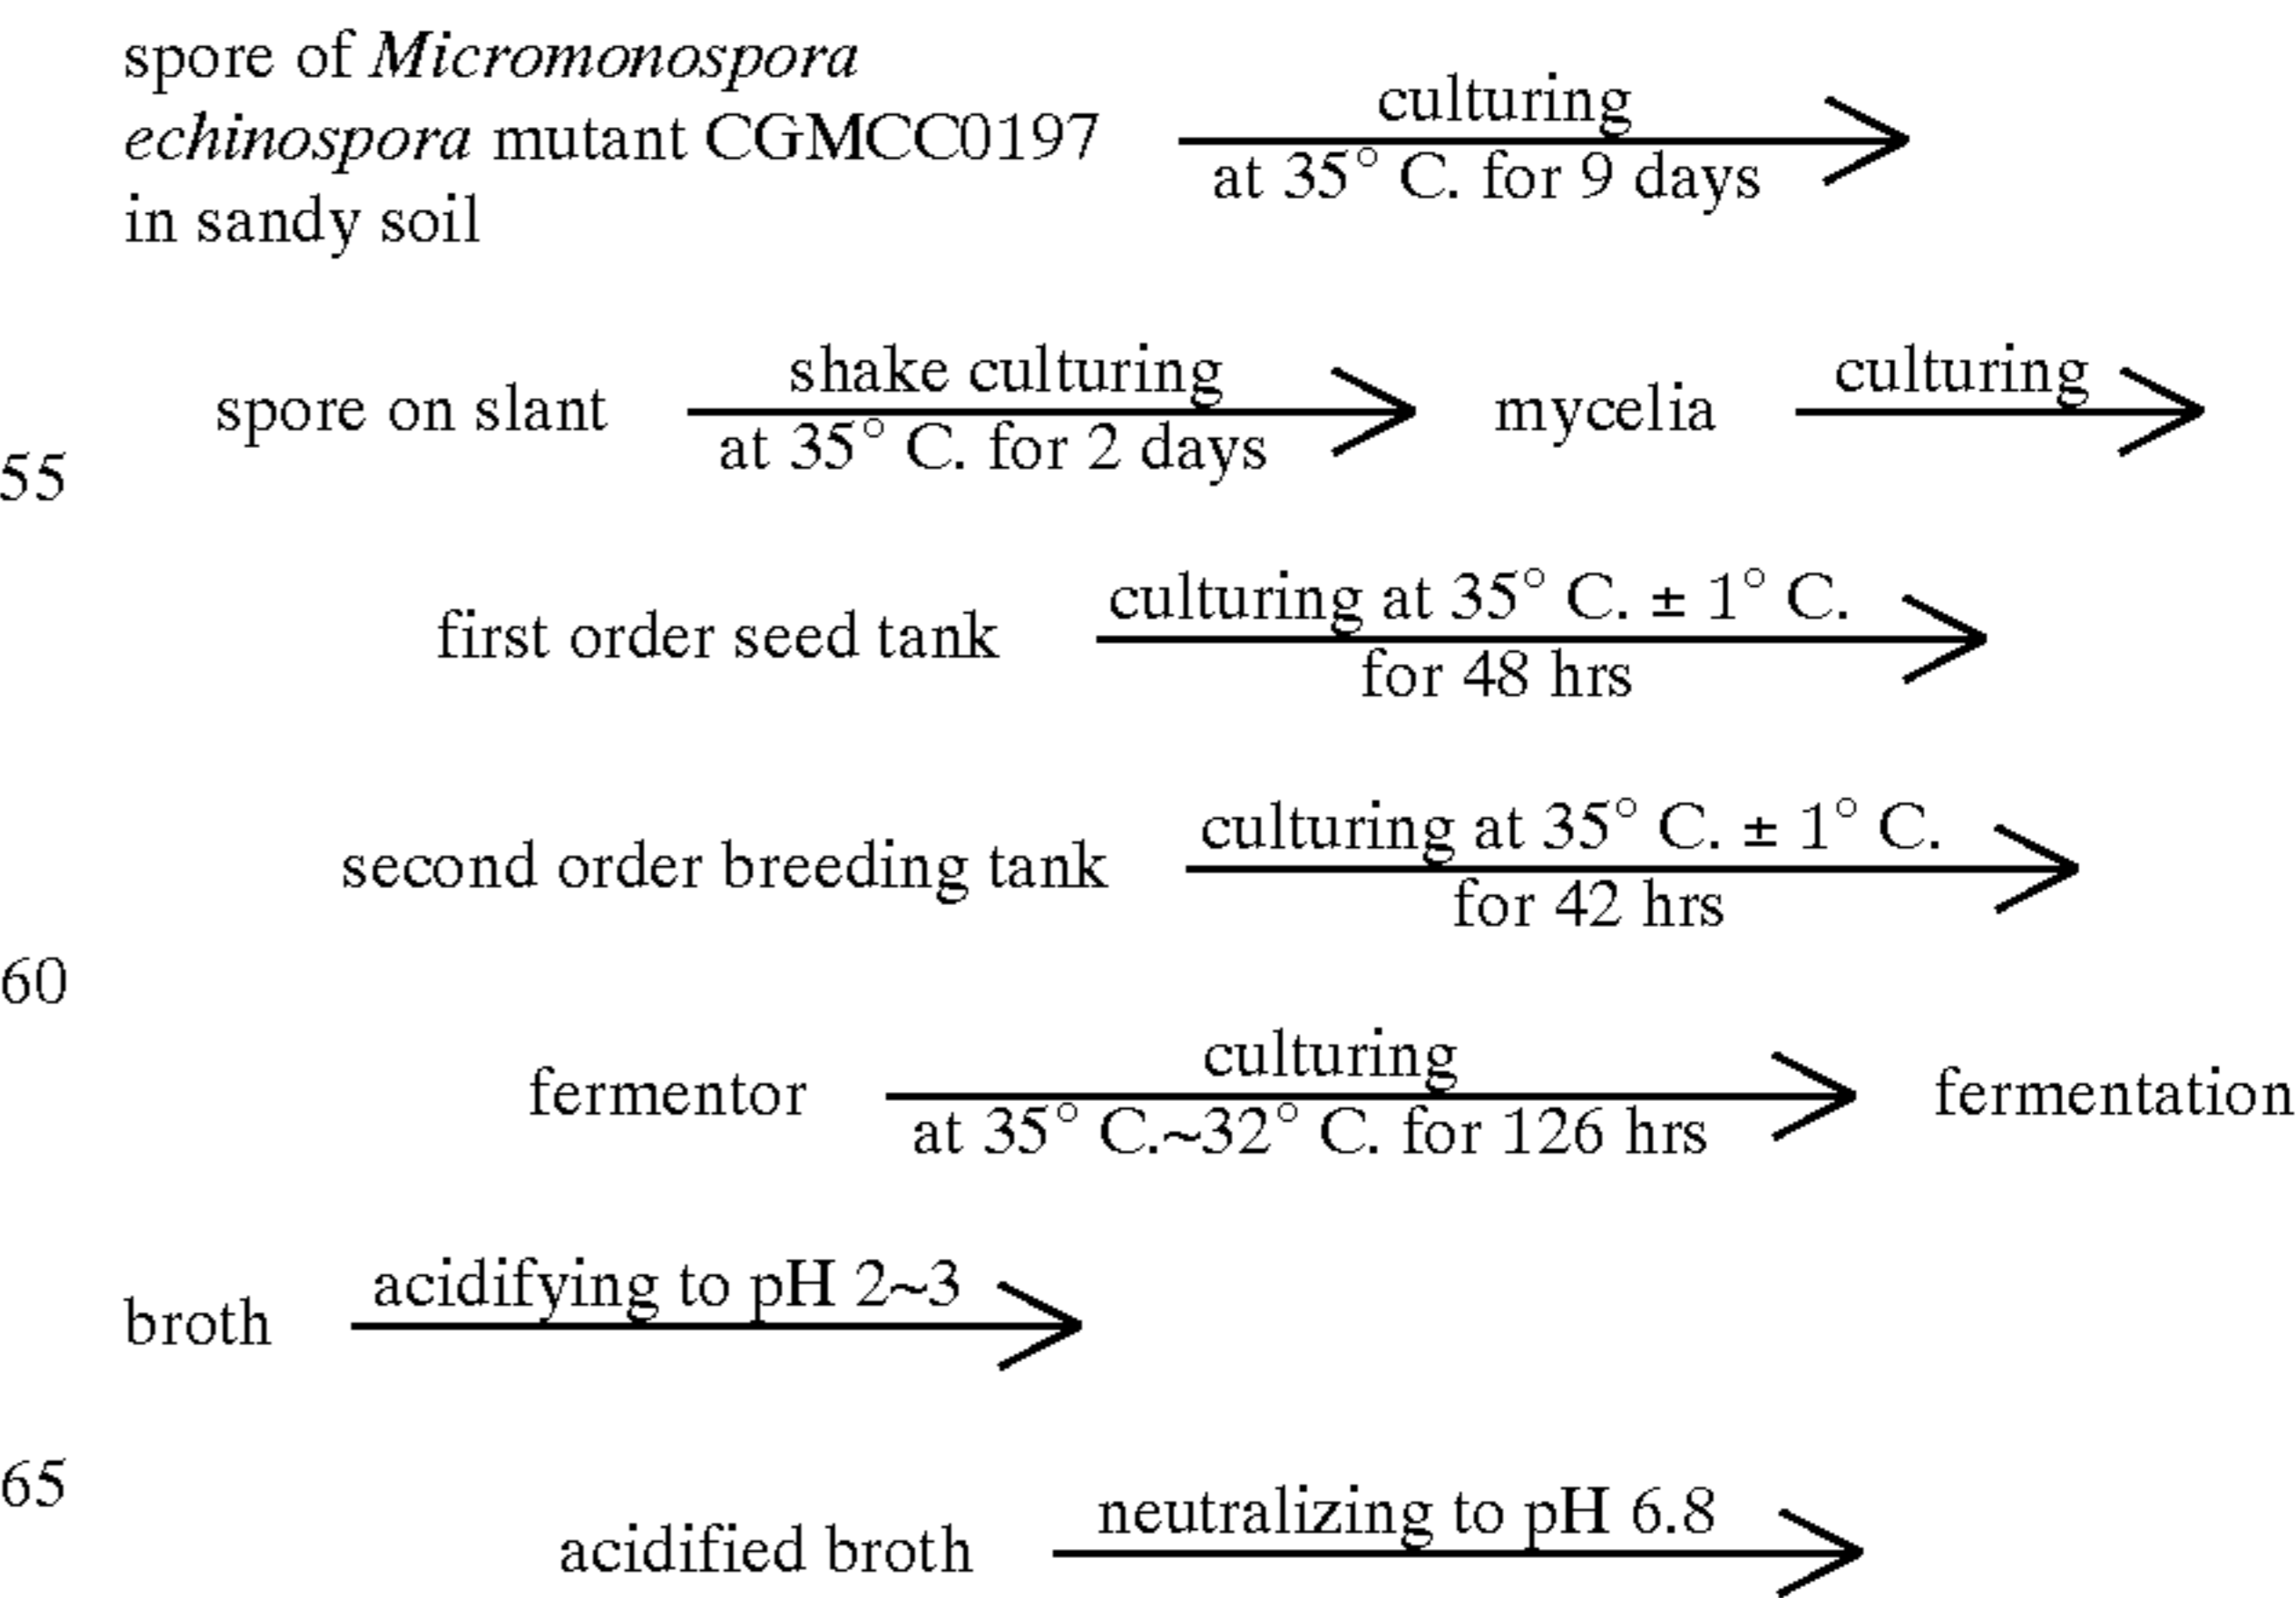 spore of Micromonospora
echinospora mutant CGMCC0197
in sandy soil
culturing
at 35° C. for 9 days
spore on slant
shake culturing
at 35° C. for 2 days
mycelia
culturing
55
first order seed tank
culturing at 35° C. ± 1° C.
for 48 hrs
second order breeding tank
culturing at 35° C. ± 1° C.
for 42 hrs
60
fermentor
culturing
at 35° C.~32° C. for 126 hrs
fermentation
broth
acidifying to pH 2~3
65
acidified broth
neutralizing to pH 6.8